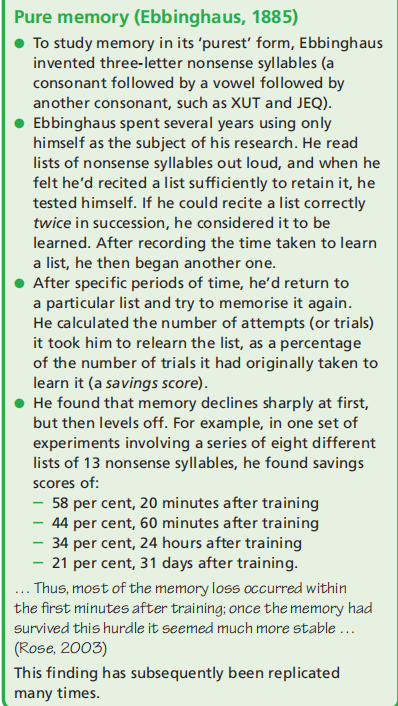 Pure memory (Ebbinghaus, 1885)
● To study memory in its ‘purest’ form, Ebbinghaus
invented three-letter nonsense syllables (a
consonant followed by a vowel followed by
another consonant, such as XUT and JEQ).
● Ebbinghaus spent several years using only
himself as the subject of his research. He read
lists of nonsense syllables out loud, and when he
felt he’d recited a list sufficiently to retain it, he
tested himself. If he could recite a list correctly
twice in succession, he considered it to be
learned. After recording the time taken to learn
a list, he then began another one.
● After specific periods of time, he’d return to
a particular list and try to memorise it again.
He calculated the number of attempts (or trials)
it took him to relearn the list, as a percentage
of the number of trials it had originally taken to
learn it (a savings score).
● He found that memory declines sharply at first,
but then levels off. For example, in one set of
experiments involving a series of eight different
lists of 13 nonsense syllables, he found savings
scores of:
– 58 per cent, 20 minutes after training
– 44 per cent, 60 minutes after training
– 34 per cent, 24 hours after training
– 21 per cent, 31 days after training.
… Thus, most of the memory loss occurred within
the first minutes after training; once the memory had
survived this hurdle it seemed much more stable …
(Rose, 2003)
This finding has subsequently been replicated
many times.